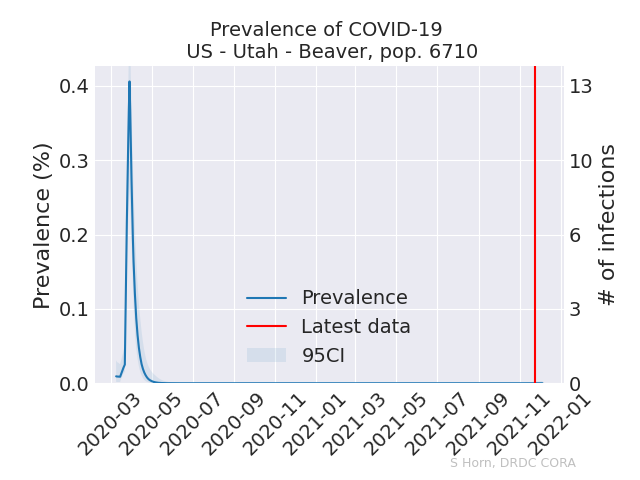 Prevalence of COVID-19
US - Utah - Beaver, pop. 6710
Prevalence (%)
0.4
0.3
0.2
0.1
0.0
13
10
6
3
0
# of infections
Prevalence
Latest data
95CI
2020-03
2020-05
2020-07
2020-09
2020-11
2021-01
2021-03
2021-05
2021-07
2021-09
2021-11
2022-01
S Horn, DRDC CORA